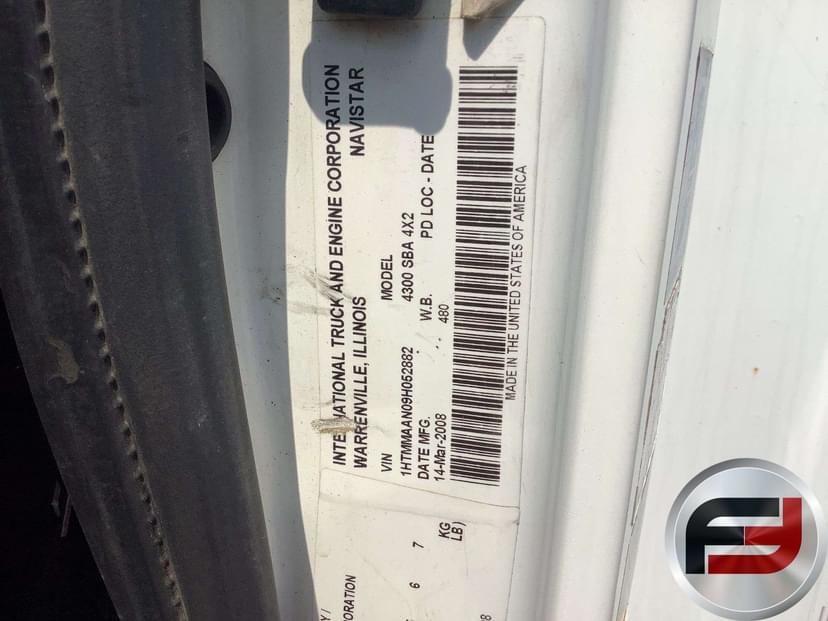 INTERNATIONAL TRUCK AND ENGINE CORPORATION
WARRENVILLE, ILLINOIS NAVISTAR
VIN MODEL
1HTMMAAN09H052882 4300 SBA 4X2
DATE MFG. W.B. PD LOC - DATE
14-Mar-2008 480
MADE IN THE UNITED STATES OF AMERICA
ORATION
6
7
KG
LB)